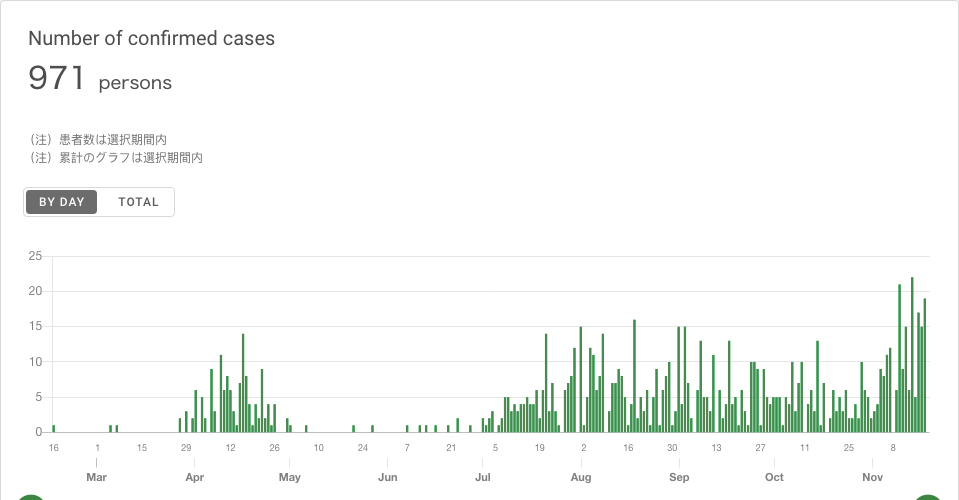 Number of confirmed cases
971 persons
（注）患者数は選択期間内
（注）累計のグラフは選択期間内
BY DAY TOTAL
25
20
15
10
5
0
16 1 15 29 12 26 10 24 7 21 5 19 2 16 30 13 27 11 25 8
Mar Apr May Jun Jul Aug Sep Oct Nov